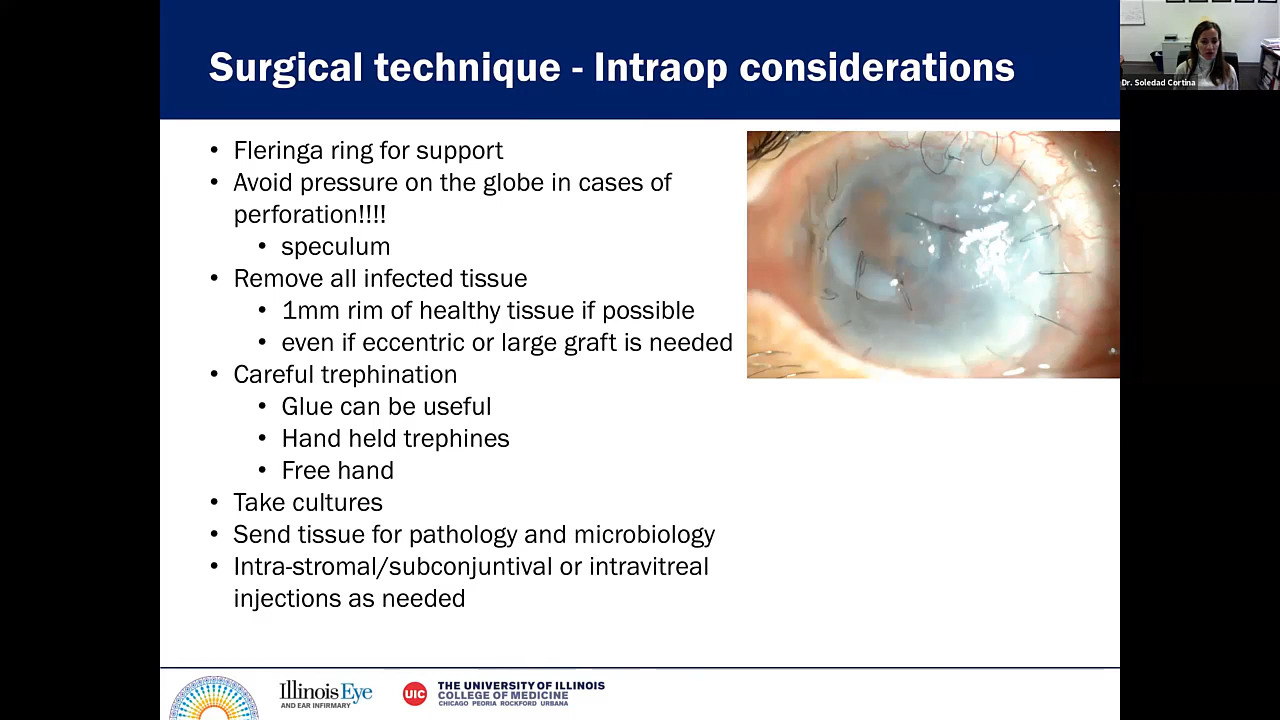 Surgical technique - Intraop considerations
Dr. Soledad Cortina
• Fleringa ring for support
• Avoid pressure on the globe in cases of
perforation!!!!
• speculum
• Remove all infected tissue
• 1mm rim of healthy tissue if possible
• even if eccentric or large graft is needed
• Careful trephination
• Glue can be useful
• Hand held trephines
• Free hand
• Take cultures
• Send tissue for pathology and microbiology
• Intra-stromal/subconjuntival or intravitreal
injections as needed
Illinois Eye
AND EAR INFIRMARY
UIC
THE UNIVERSITY OF ILLINOIS
COLLEGE OF MEDICINE
CHICAGO PEORIA ROCKFORD URBANA